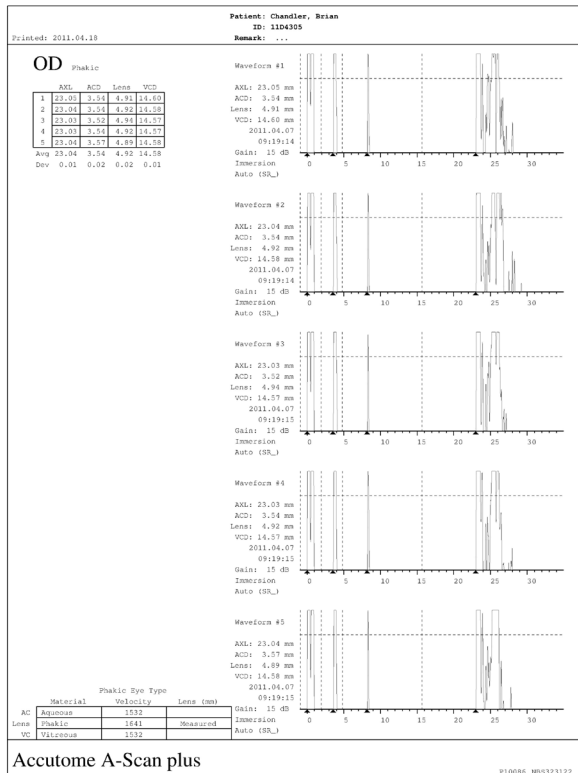 Patient: Chandler, Brian
ID: 11D4305
Printed: 2011.04.18
Remark: ...
OD Phakic
AXL ACD Lens VCD
1 23.05 3.54 4.91 14.60
2 23.04 3.54 4.92 14.58
3 23.03 3.52 4.94 14.57
4 23.03 3.54 4.92 14.57
5 23.04 3.57 4.89 14.58
Avg 23.04 3.54 4.92 14.58
Dev 0.01 0.02 0.02 0.01
Waveform #1
AXL: 23.05 mm
ACD: 3.54 mm
Lens: 4.91 mm
VCD: 14.60 mm
2011.04.07
09:19:14
Gain: 15 dB
Immersion
Auto (SR_)
0 5 10 15 20 25 30
Waveform #2
AXL: 23.04 mm
ACD: 3.54 mm
Lens: 4.92 mm
VCD: 14.58 mm
2011.04.07
09:19:14
Gain: 15 dB
Immersion
Auto (SR_)
0 5 10 15 20 25 30
Waveform #3
AXL: 23.03 mm
ACD: 3.52 mm
Lens: 4.94 mm
VCD: 14.57 mm
2011.04.07
09:19:15
Gain: 15 dB
Immersion
Auto (SR_)
0 5 10 15 20 25 30
Waveform #4
AXL: 23.03 mm
ACD: 3.54 mm
Lens: 4.92 mm
VCD: 14.57 mm
2011.04.07
09:19:15
Gain: 15 dB
Immersion
Auto (SR_)
0 5 10 15 20 25 30
Waveform #5
AXL: 23.04 mm
ACD: 3.57 mm
Lens: 4.89 mm
VCD: 14.58 mm
2011.04.07
09:19:15
Gain: 15 dB
Immersion
Auto (SR_)
0 5 10 15 20 25 30
Phakic Eye Type
Material Velocity Lens (mm)
AC Aqueous 1532
Lens Phakic 1641 Measured
VC Vitreous 1532
Accutome A-Scan plus